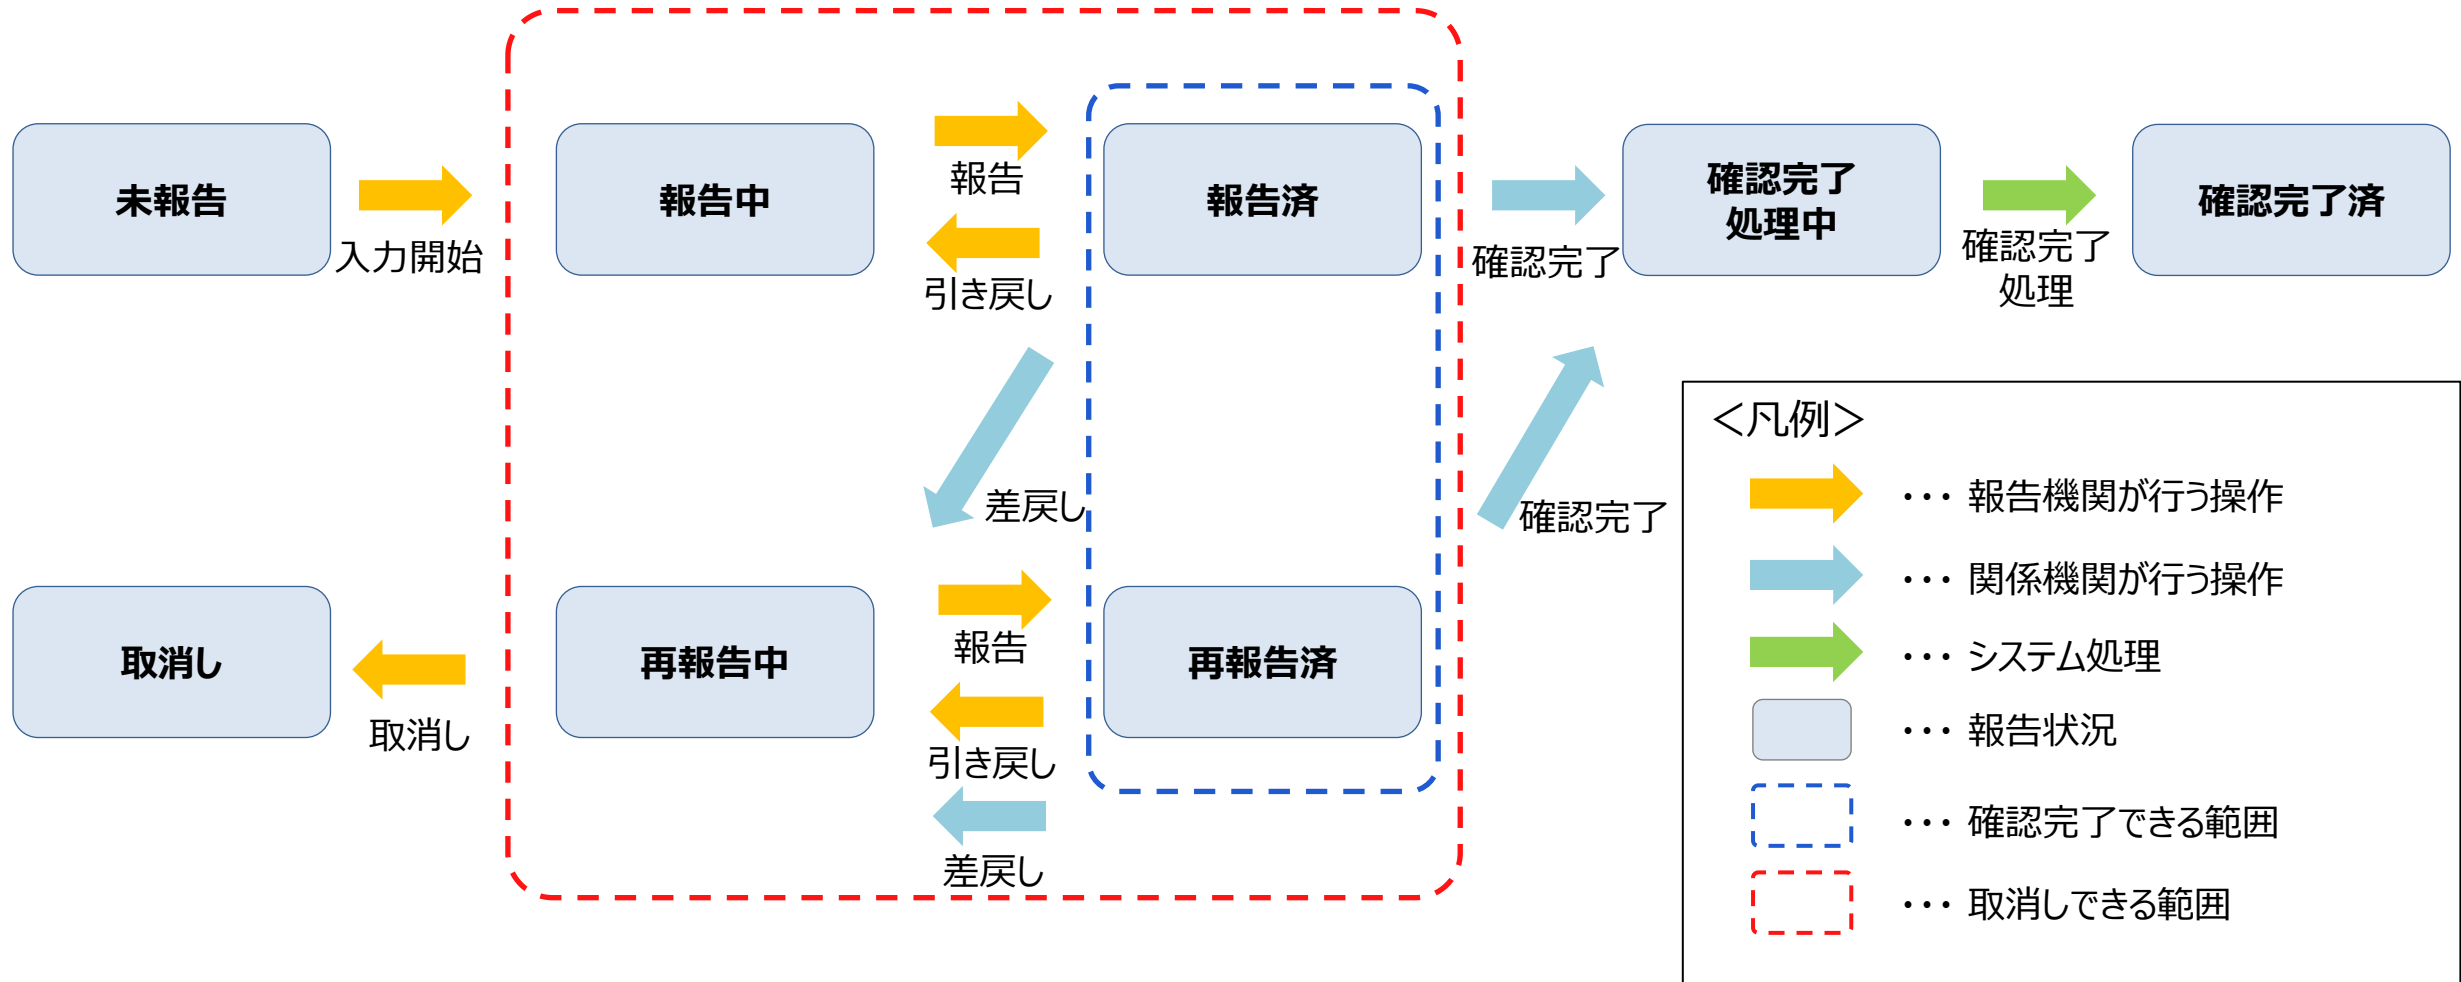 未報告
入力開始
報告中
報告
引き戻し
報告済
確認完了
確認完了
処理中
確認完了
処理
確認完了済
差戻し
確認完了
取消し
取消し
再報告中
報告
引き戻し
差戻し
再報告済
＜凡例＞
・・・ 報告機関が行う操作
・・・ 関係機関が行う操作
・・・ システム処理
・・・ 報告状況
・・・ 確認完了できる範囲
・・・ 取消しできる範囲